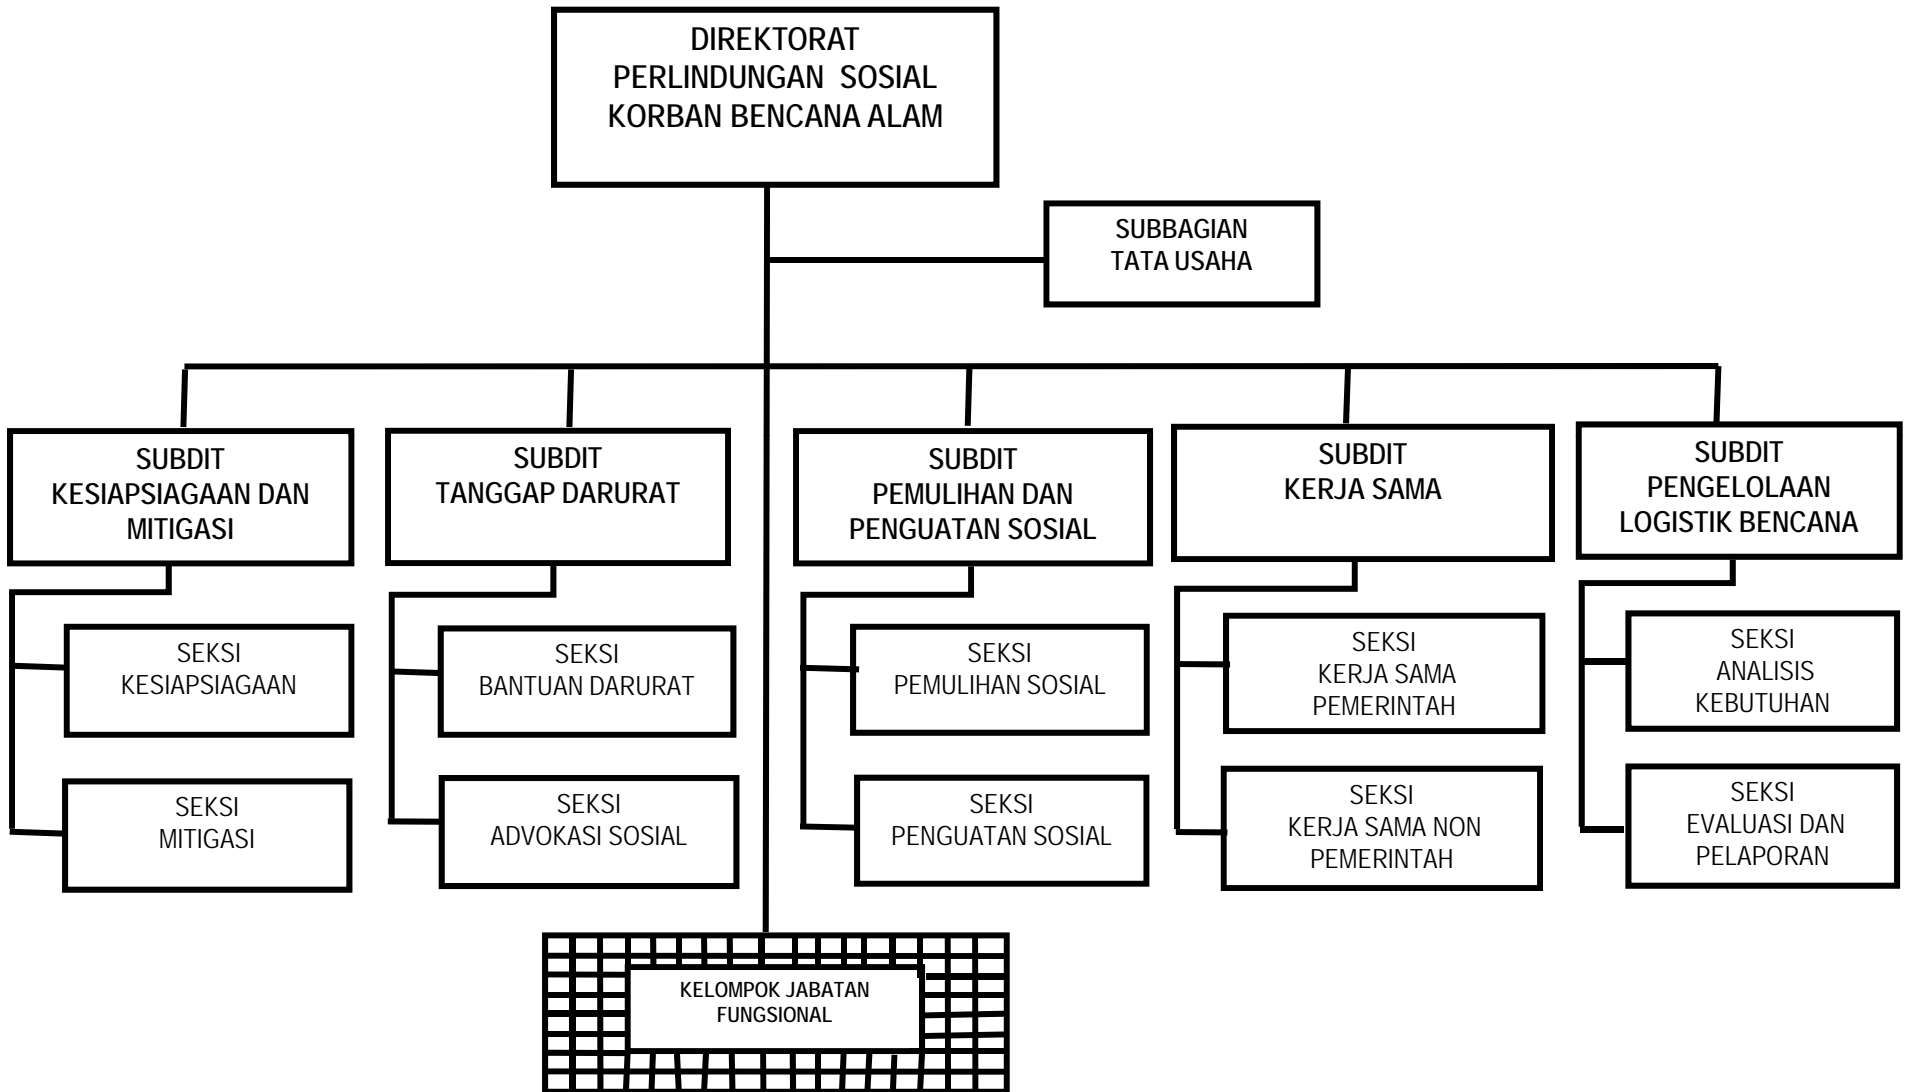 DIREKTORAT
PERLINDUNGAN SOSIAL
KORBAN BENCANA ALAM
SUBBAGIAN
TATA USAHA
SUBDIT
KESIAPSIAGAAN DAN
MITIGASI
SUBDIT
TANGGAP DARURAT
SUBDIT
PEMULIHAN DAN
PENGUATAN SOSIAL
SUBDIT
KERJA SAMA
SUBDIT
PENGELOLAAN
LOGISTIK BENCANA
SEKSI
KESIAPSIAGAAN
SEKSI
BANTUAN DARURAT
SEKSI
PEMULIHAN SOSIAL
SEKSI
KERJA SAMA
PEMERINTAH
SEKSI
ANALISIS
KEBUTUHAN
SEKSI
MITIGASI
SEKSI
ADVOKASI SOSIAL
SEKSI
PENGUATAN SOSIAL
SEKSI
KERJA SAMA NON
PEMERINTAH
SEKSI
EVALUASI DAN
PELAPORAN
KELOMPOK JABATAN
FUNGSIONAL